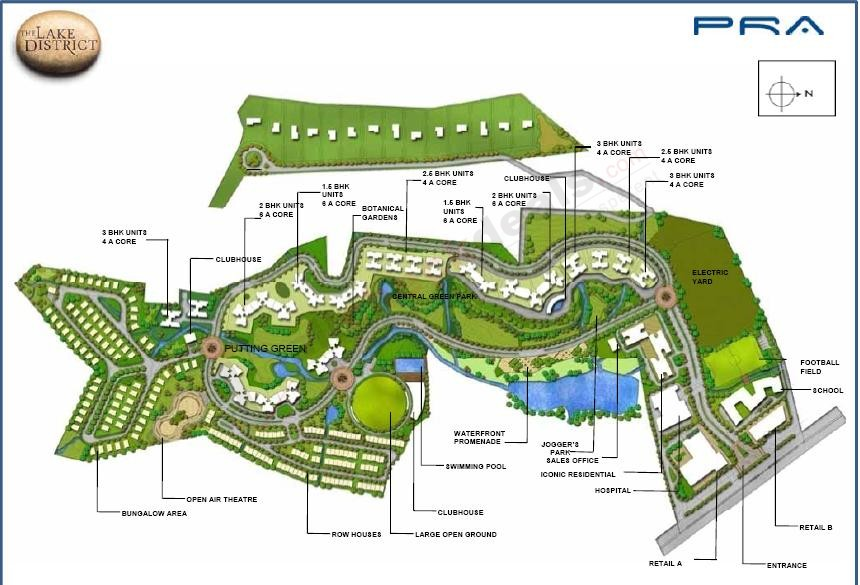 THE LAKE
DISTRICT
PRA
N
3 BHK UNITS
4 A CORE
2.5 BHK UNITS
4 A CORE
3 BHK UNITS
4 A CORE
CLUBHOUSE
2.5 BHK UNITS
4 A CORE
1.5 BHK
UNITS
6 A CORE
2 BHK UNITS
6 A CORE
BOTANICAL
GARDENS
1.5 BHK
UNITS
6 A CORE
2 BHK UNITS
6 A CORE
3 BHK UNITS
4 A CORE
CLUBHOUSE
ELECTRIC
YARD
CENTRAL GREEN PARK
PUTTING GREEN
FOOTBALL
FIELD
SCHOOL
WATERFRONT
PROMENADE
JOGGER'S
PARK
SALES OFFICE
ICONIC RESIDENTIAL
HOSPITAL
SWIMMING POOL
OPEN AIR THEATRE
BUNGALOW AREA
CLUBHOUSE
ROW HOUSES
LARGE OPEN GROUND
RETAIL B
RETAIL A
ENTRANCE